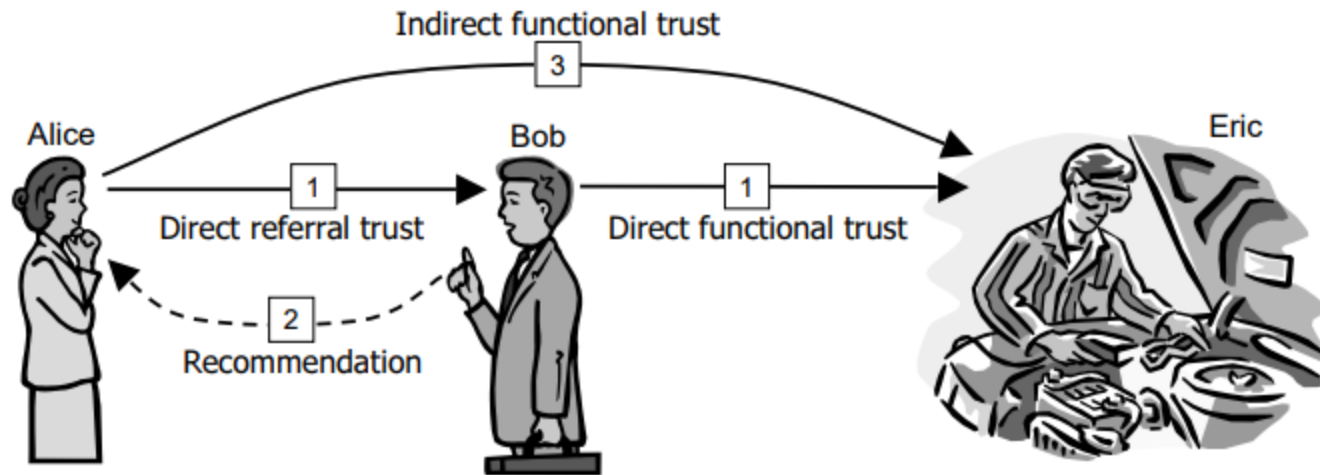 Indirect functional trust
3
Alice
Bob
Eric
1
1
Direct referral trust
Direct functional trust
2
Recommendation